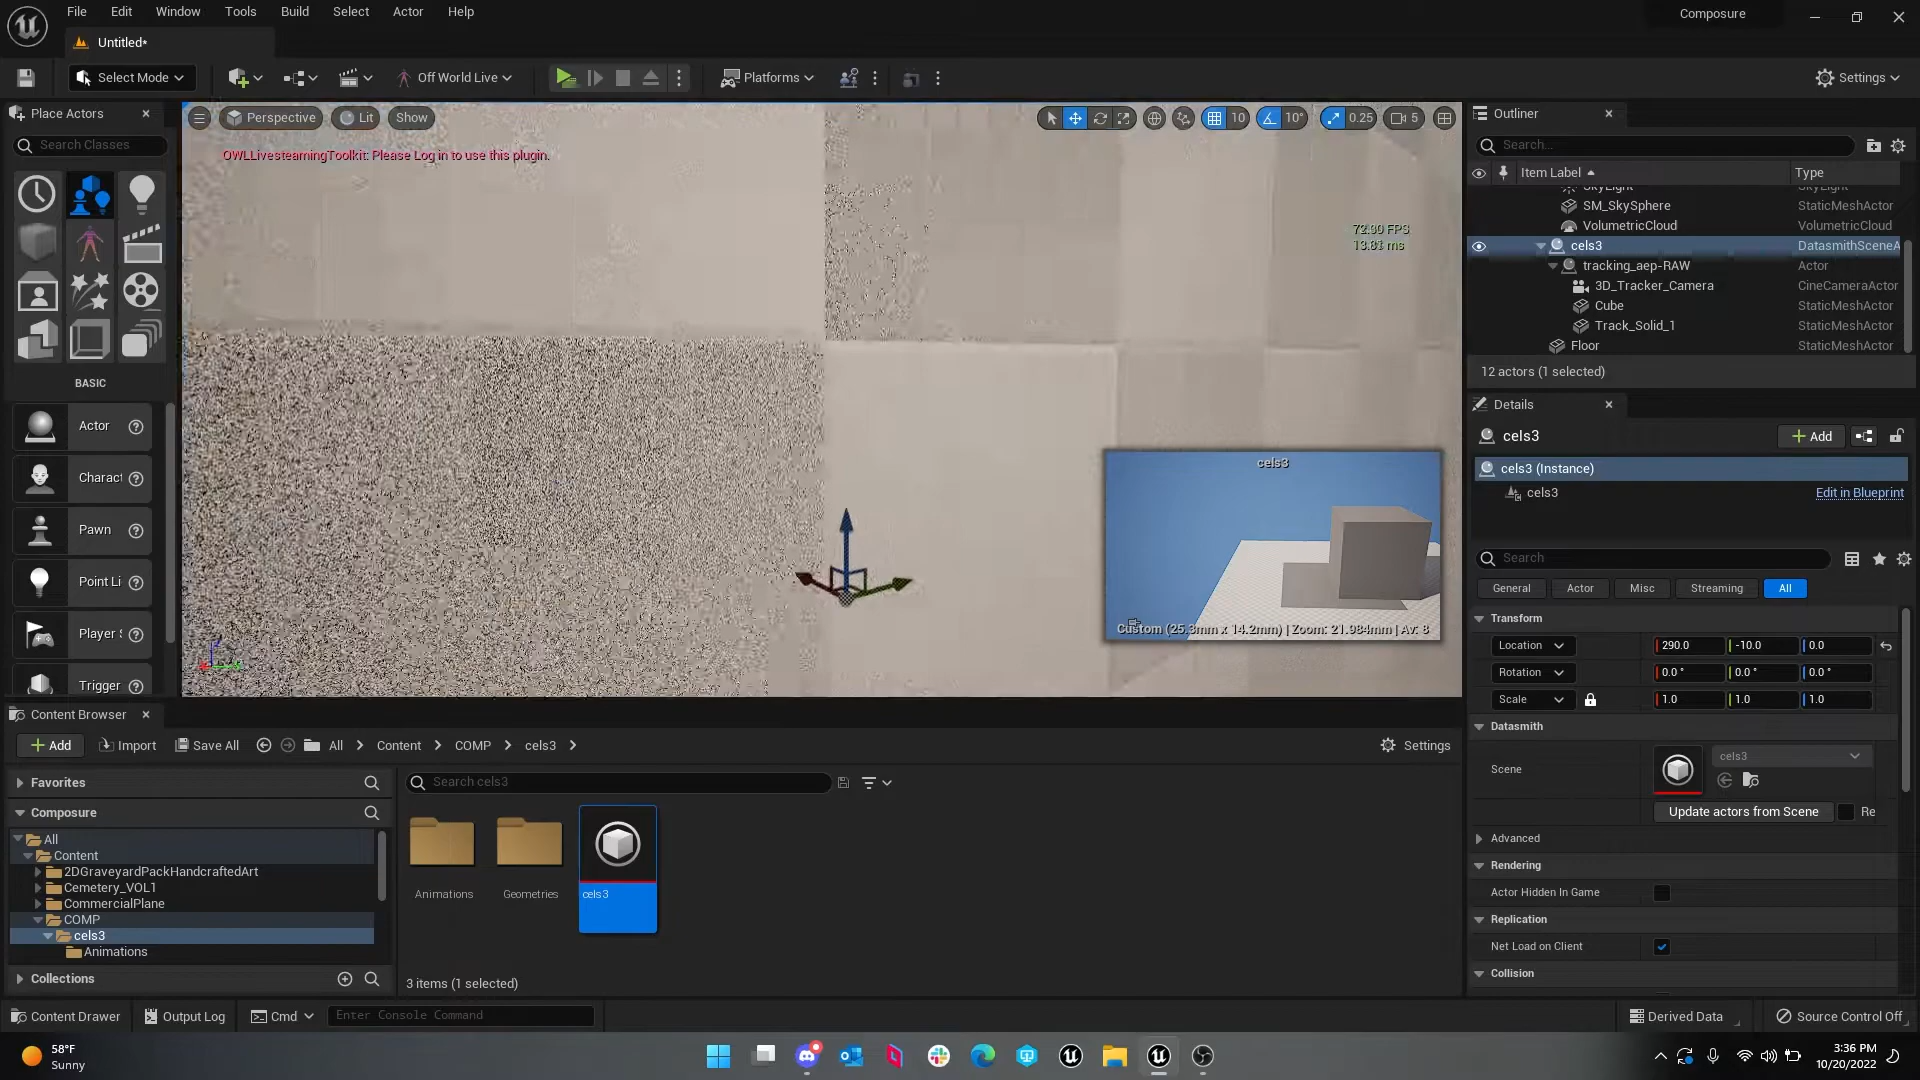 File Edit Window Tools Build Select Actor Help
Composure
Untitled*
Select Mode
Off World Live
Platforms
Settings
Place Actors
Search Classes
BASIC
Actor
Charact
Pawn
Point Li
Player S
Trigger
Perspective
Lit
Show
10
10°
0.25
5
OWLLivesteamingToolkit: Please Log in to use this plugin.
72.30 FPS
13.83 ms
cels3
Custom (25.3mm x 14.2mm) | Zoom: 21.984mm | Av: 8
Outliner
Search...
Item Label
Type
SkyLight SkyLight
SM_SkySphere StaticMeshActor
VolumetricCloud VolumetricCloud
cels3 DatasmithSceneA
tracking_aep-RAW Actor
3D_Tracker_Camera CineCameraActor
Cube StaticMeshActor
Track_Solid_1 StaticMeshActor
Floor StaticMeshActor
12 actors (1 selected)
Details
cels3
Add
cels3 (Instance)
cels3
Edit in Blueprint
Search
General Actor Misc Streaming All
Transform
Location 290.0 -10.0 0.0
Rotation 0.0 ° 0.0 ° 0.0 °
Scale 1.0 1.0 1.0
Datasmith
Scene
cels3
Update actors from Scene
Re
Advanced
Rendering
Actor Hidden In Game
Replication
Net Load on Client
Collision
Content Browser
Add Import Save All All Content COMP cels3
Settings
Favorites
Composure
All
Content
2DGraveyardPackHandcraftedArt
Cemetery_VOL1
CommercialPlane
COMP
cels3
Animations
Collections
Search cels3
Animations
Geometries
cels3
3 items (1 selected)
Content Drawer
Output Log
Cmd
Enter Console Command
Derived Data
Source Control Off
58°F
Sunny
3:36 PM
10/20/2022